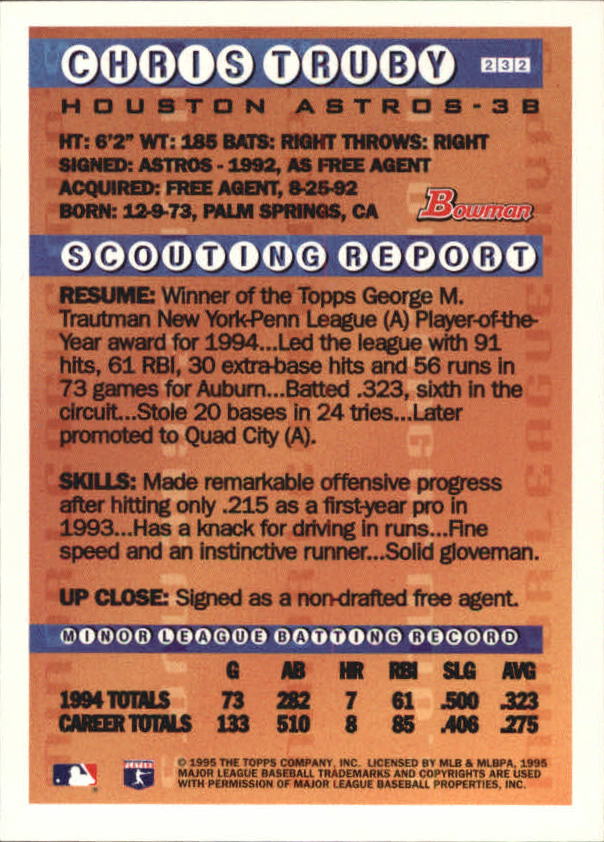 CHRIS TRUBY 232
HOUSTON ASTROS-3B
HT: 6'2" WT: 185 BATS: RIGHT THROWS: RIGHT
SIGNED: ASTROS - 1992, AS FREE AGENT
ACQUIRED: FREE AGENT, 8-25-92
BORN: 12-9-73, PALM SPRINGS, CA
Bowman
SCOUTING REPORT
RESUME: Winner of the Topps George M.
Trautman New York-Penn League (A) Player-of-the-
Year award for 1994...Led the league with 91
hits, 61 RBI, 30 extra-base hits and 56 runs in
73 games for Auburn...Batted .323, sixth in the
circuit...Stole 20 bases in 24 tries...Later
promoted to Quad City (A).
SKILLS: Made remarkable offensive progress
after hitting only .215 as a first-year pro in
1993...Has a knack for driving in runs...Fine
speed and an instinctive runner...Solid gloveman.
UP CLOSE: Signed as a non-drafted free agent.
MINOR LEAGUE BATTING RECORD
G AB HR RBI SLG AVG
1994 TOTALS 73 282 7 61 .500 .323
CAREER TOTALS 133 510 8 85 .406 .275
© 1995 THE TOPPS COMPANY, INC. LICENSED BY MLB & MLBPA, 1995
MAJOR LEAGUE BASEBALL TRADEMARKS AND COPYRIGHTS ARE USED
WITH PERMISSION OF MAJOR LEAGUE BASEBALL PROPERTIES, INC.